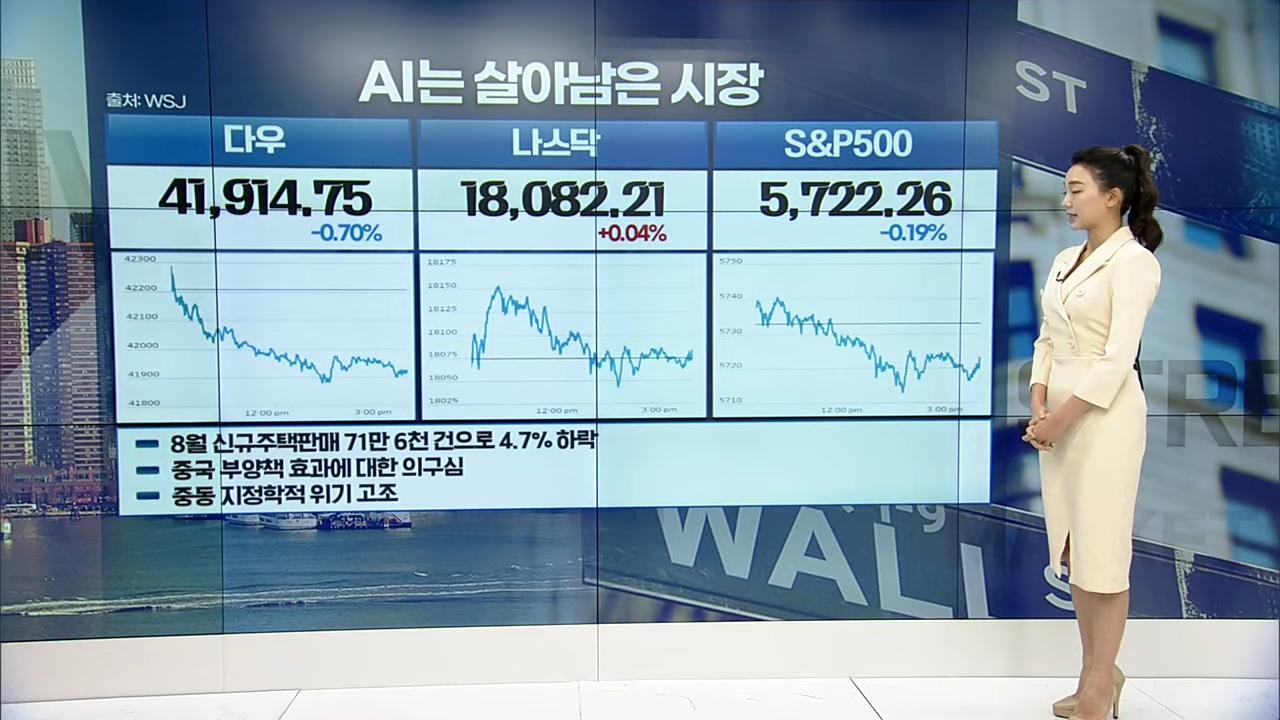 AI는 살아남은 시장
출처: WSJ
다우
41,914.75
-0.70%
42300
42200
42100
42000
41900
41800
12:00 pm
3:00 pm
나스닥
18,082.21
+0.04%
18175
18150
18125
18100
18075
18050
18025
12:00 pm
3:00 pm
S&P500
5,722.26
-0.19%
5750
5740
5730
5720
5710
12:00 pm
3:00 pm
8월 신규주택판매 71만 6천 건으로 4.7% 하락
중국 부양책 효과에 대한 의구심
중동 지정학적 위기 고조
ST
STRE
WALL
S